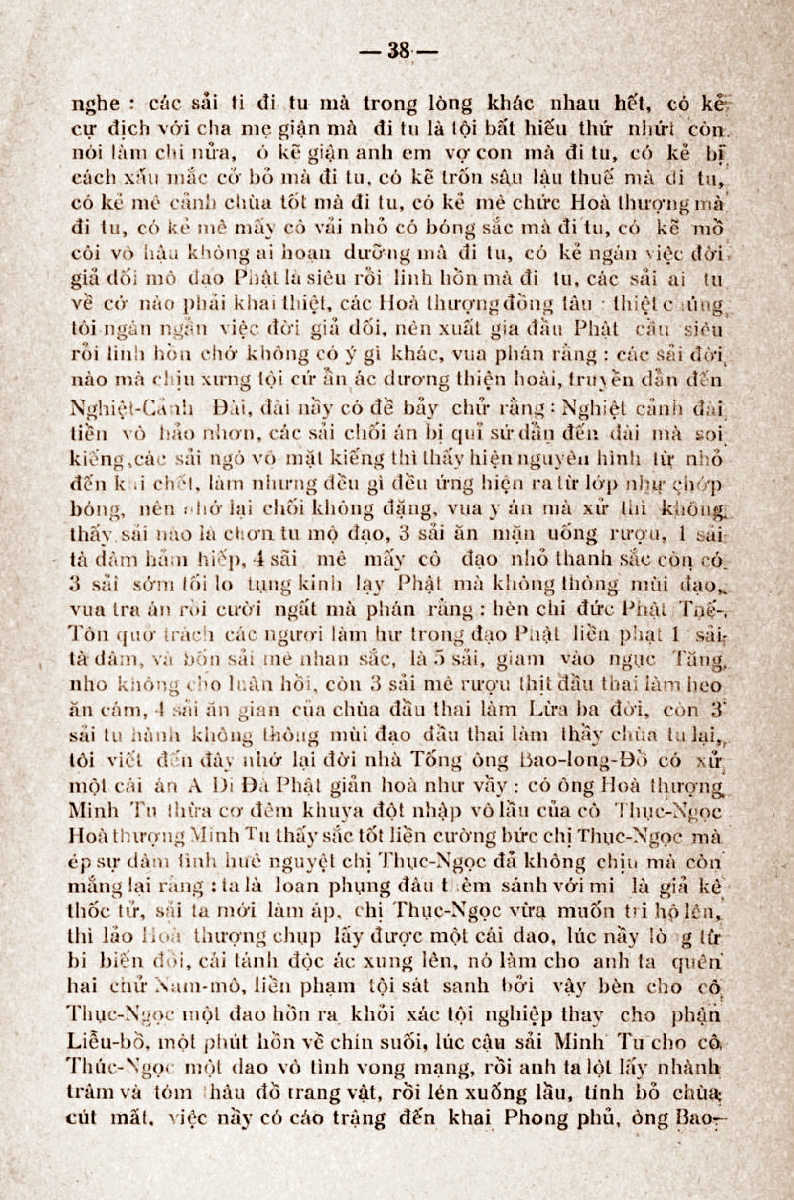 — 38 —
nghe : các sải ti đi tu mà trong lòng khác nhau hết, có kẻ
cự địch với cha mẹ giận mà đi tu là tội bất hiếu thứ nhứt còn
nói làm chi nửa, ó kẽ giận anh em vợ con mà đi tu, có kẻ bị
cách xấu mắc cở bỏ mà đi tu, có kẽ trốn sâu lậu thuế mà đi tu,
có kẻ mê cảnh chùa tốt mà đi tu, có kẻ mê chức Hoà thượng mà
đi tu, có kẻ mê mấy cô vải nhỏ có bóng sắc mà đi tu, có kẽ mồ
côi vô hậu không ai hoạn dưỡng mà đi tu, có kẻ ngán việc đời
giả dối mô đạo Phật là siêu rồi linh hồn mà đi tu, các sải ai tu
về cớ nào phải khai thiệt, các Hoà thượng đồng tâu : thiệt chúng
tôi ngán ngẫn việc đời giả dối, nên xuất gia đầu Phật cầu siêu
rỗi linh hồn chớ không có ý gì khác, vua phán rằng : các sải đời
nào mà chịu xưng tội cứ ẩn ác dương thiện hoài, truyền dẫn đến
Nghiệt-Cảnh Đài, đài nầy có đề bảy chử rằng : Nghiệt cảnh đài
tiền vô hảo nhơn, các sải chối án bị quỉ sứ dẫn đến đài mà soi
kiếng, các sải ngó vô mặt kiếng thì thấy hiện nguyên hình từ nhỏ
đến khi chết, làm nhưng đều gì đều ứng hiện ra từ lớp như chớp
bóng, nên nhớ lại chối không đặng, vua y án mà xử thì không
thấy sải nào là chơn tu mộ đạo, 3 sải ăn mặn uống rượu, 1 sải
tà dâm hảm hiếp, 4 sãi mê mấy cô đạo nhỏ thanh sắc còn có
3 sải sớm tối lo tụng kinh lạy Phật mà không thông mùi đạo,
vua tra án rồi cười ngất mà phán rằng : hèn chi đức Phật Thế-
Tôn quở trách các ngươi làm hư trong đạo Phật liền phạt 1 sải
tà dâm, và bốn sải mê nhan sắc, là 5 sải, giam vào ngục Tăng
nho không cho luân hồi, còn 3 sải mê rượu thịt đầu thai làm heo
ăn cám, 4 sải ăn gian của chùa đầu thai làm Lừa ba đời, còn 3
sải tu hành không thông mùi đạo đầu thai làm thầy chùa tu lại,
tôi viết đến đây nhớ lại đời nhà Tống ông Bao-long-Đồ có xử
một cái án A Di Đà Phật giãn hoà như vầy : có ông Hoà thượng
Minh Tu thừa cơ đêm khuya đột nhập vô lầu của cô Thục-Ngọc
Hoà thượng Minh Tu thấy sắc tốt liền cường bức chị Thục-Ngọc mà
ép sự dâm tình huê nguyệt chị Thục-Ngọc đả không chịu mà còn
mắng lại rằng : ta là loan phụng đâu thèm sánh với mi là giả kê
thốc tử, sải ta mới làm áp, chị Thục-Ngọc vừa muốn tri hô lên,
thì lảo Hoà thượng chụp lấy được một cái dao, lúc nầy lòng từ
bi biến đổi, cái tánh độc ác xung lên, nó làm cho anh ta quên
hai chử Nam-mô, liền phạm tội sát sanh bởi vậy bèn cho cô
Thục-Ngọc một đao hồn ra khỏi xác tội nghiệp thay cho phận
Liễu-bồ, một phút hồn về chín suối, lúc cậu sải Minh Tu cho cô
Thúc-Ngọc một dao vô tình vong mạng, rồi anh ta lột lấy nhành
trâm và tóm thâu đồ trang vật, rồi lén xuống lầu, tính bỏ chùa
cút mất, việc nầy có cáo trạng đến khai Phong phủ, ông Bao-